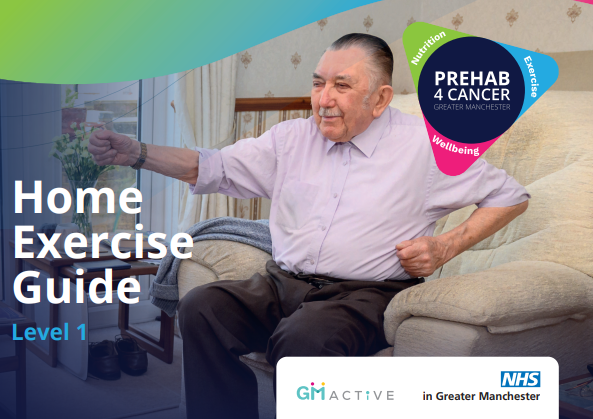 Nutrition
Exercise
PREHAB
4 CANCER
GREATER MANCHESTER
Wellbeing
Home
Exercise
Guide
Level 1
GM ACTIVE
NHS
in Greater Manchester